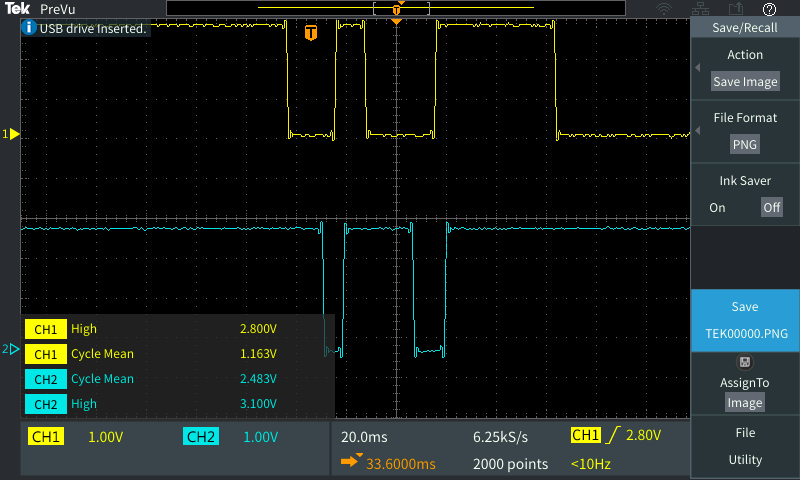 Tek PreVu
T
?
i USB drive Inserted.
T
1
2
CH1 High 2.800V
CH1 Cycle Mean 1.163V
CH2 Cycle Mean 2.483V
CH2 High 3.100V
CH1 1.00V CH2 1.00V
20.0ms 6.25kS/s CH1 2.80V
33.6000ms 2000 points <10Hz
Save/Recall
Action
Save Image
File Format
PNG
Ink Saver
On Off
Save
TEK00000.PNG
AssignTo
Image
File
Utility